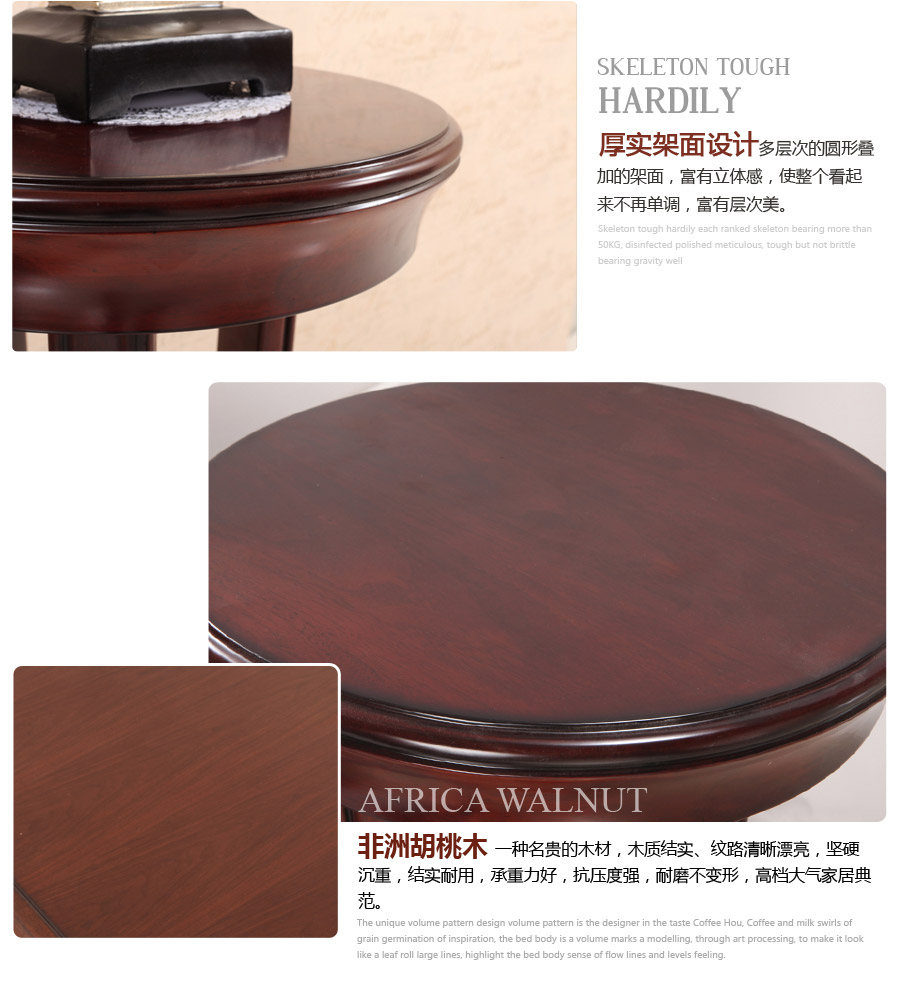 SKELETON TOUGH
HARDILY
厚实架面设计多层次的圆形叠
加的架面，富有立体感，使整个看起
来不再单调，富有层次美。
Skeleton tough hardily each ranked skeleton bearing more than
50KG, disinfected polished meticulous, tough but not brittle
bearing gravity well
AFRICA WALNUT
非洲胡桃木 一种名贵的木材，木质结实、纹路清晰漂亮，坚硬
沉重，结实耐用，承重力好，抗压度强，耐磨不变形，高档大气家居典
范。
The unique volume pattern design volume pattern is the designer in the taste Coffee Hou, Coffee and milk swirls of
grain germination of inspiration, the bed body is a volume marks a modelling, through art processing, to make it look
like a leaf roll large lines, highlight the bed body sense of flow lines and levels feeling.